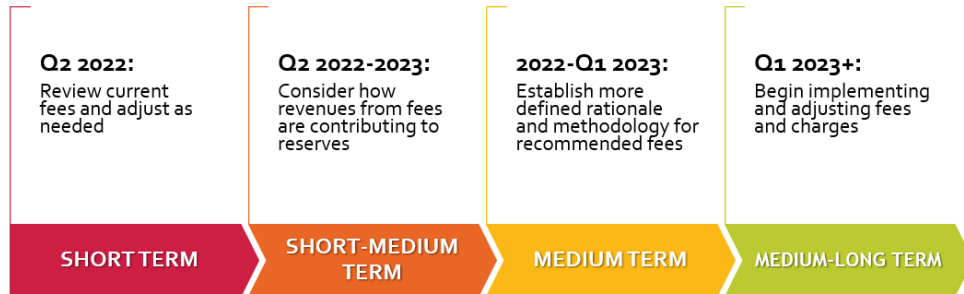 Q2 2022:
Review current
fees and adjust as
needed
Q2 2022-2023:
Consider how
revenues from fees
are contributing to
reserves
2022-Q1 2023:
Establish more
defined rationale
and methodology for
recommended fees
Q1 2023+:
Begin implementing
and adjusting fees
and charges
SHORT TERM
SHORT-MEDIUM
TERM
MEDIUM TERM
MEDIUM-LONG TERM